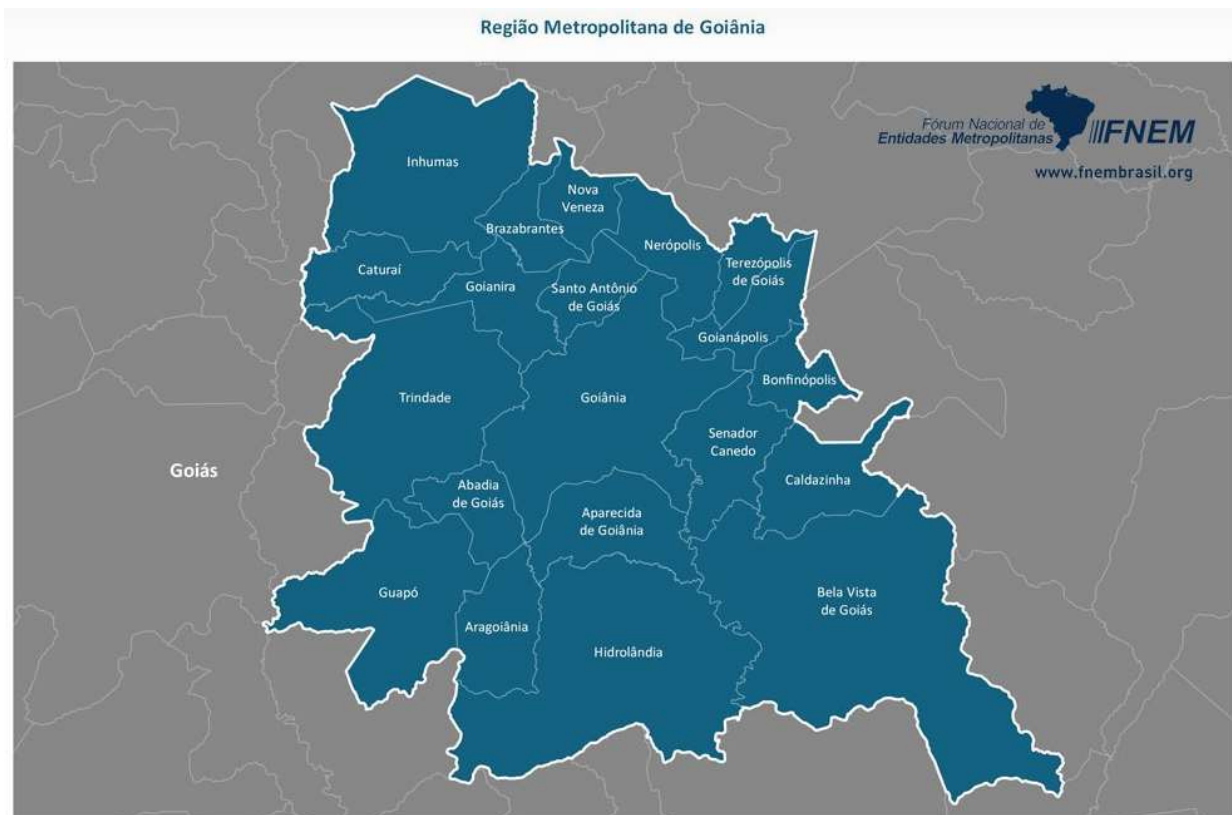 Região Metropolitana de Goiânia
Fórum Nacional de
Entidades Metropolitanas
FNEM
www.fnembrasil.org
Inhumas
Nova
Veneza
Brazabrantes
Nerópolis
Terezópolis
de Goiás
Caturaí
Goianira
Santo Antônio
de Goiás
Goianápolis
Bonfinópolis
Trindade
Goiânia
Senador
Canedo
Goiás
Caldazinha
Abadia
de Goiás
Aparecida
de Goiânia
Guapó
Bela Vista
de Goiás
Aragoiânia
Hidrolândia